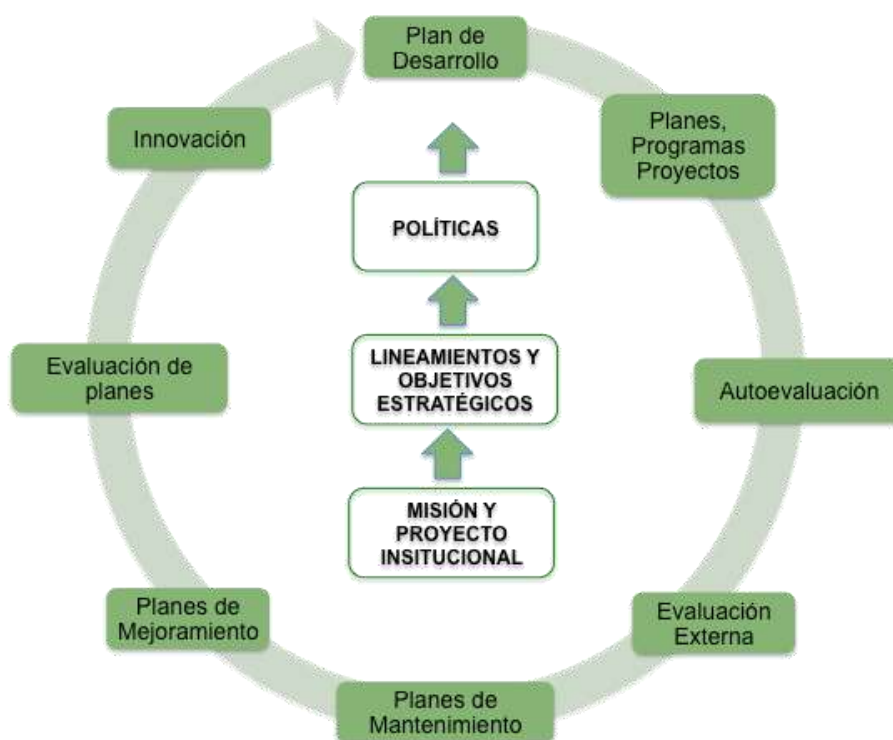 Plan de
Desarrollo
Planes,
Programas
Proyectos
Autoevaluación
Evaluación
Externa
Planes de
Mantenimiento
Planes de
Mejoramiento
Evaluación de
planes
Innovación
POLÍTICAS
LINEAMIENTOS Y
OBJETIVOS
ESTRATÉGICOS
MISIÓN Y
PROYECTO
INSITUCIONAL